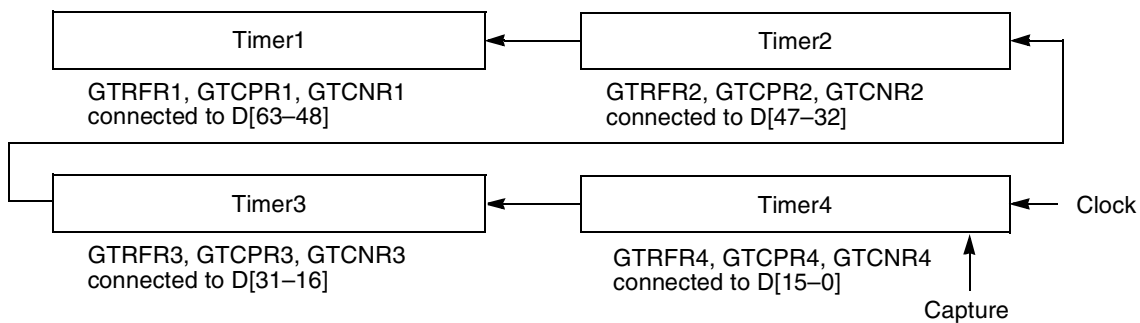 Timer1
Timer2
GTRFR1, GTCPR1, GTCNR1
connected to D[63–48]
GTRFR2, GTCPR2, GTCNR2
connected to D[47–32]
Timer3
Timer4
Clock
GTRFR3, GTCPR3, GTCNR3
connected to D[31–16]
GTRFR4, GTCPR4, GTCNR4
connected to D[15–0]
Capture